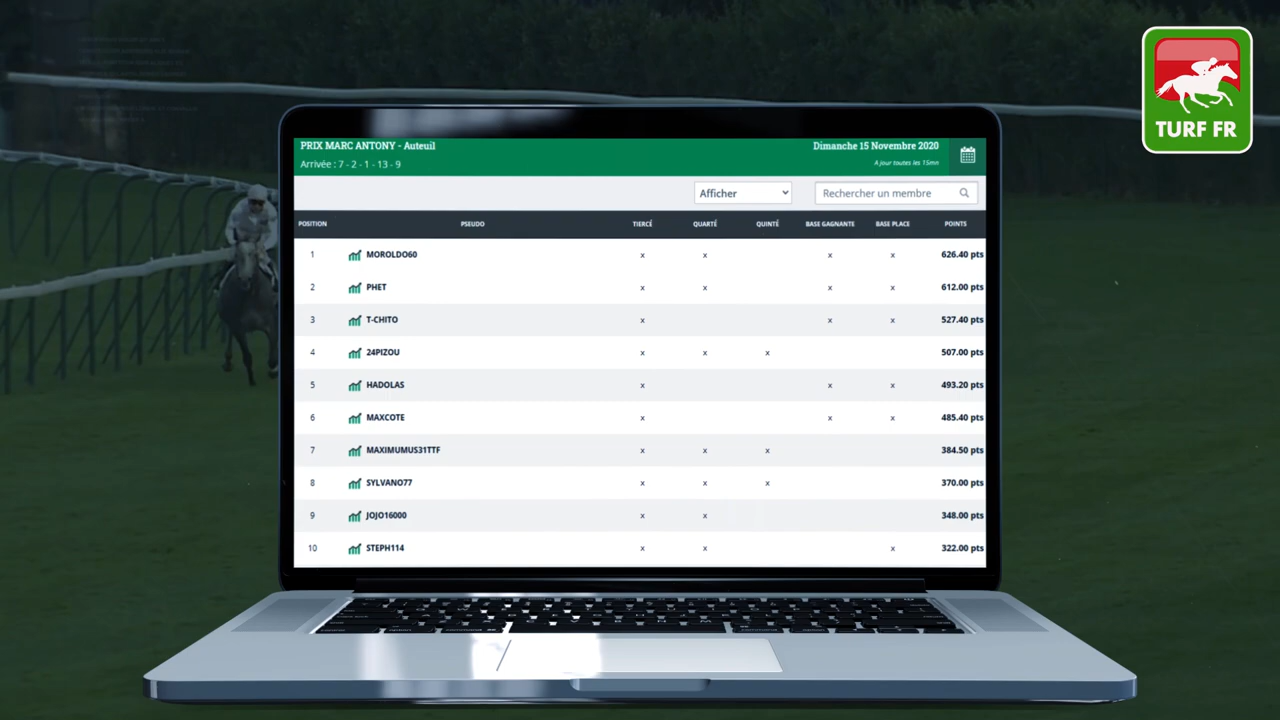 TURF FR
PRIX MARC ANTONY - Auteuil
Dimanche 15 Novembre 2020
Arrivée : 7 - 2 - 1 - 13 - 9
A jour toutes les 15mn
Afficher
Rechercher un membre
POSITION PSEUDO TIERCÉ QUARTÉ QUINTÉ BASE GAGNANTE BASE PLACE POINTS
1 MOROLDO60 x x x x 626.40 pts
2 PHET x x x x 612.00 pts
3 T-CHITO x x x 527.40 pts
4 24PIZOU x x x 507.00 pts
5 HADOLAS x x x 493.20 pts
6 MAXCOTE x x x 485.40 pts
7 MAXIMUMUS31TTF x x x 384.50 pts
8 SYLVANO77 x x x 370.00 pts
9 JOJO16000 x x 348.00 pts
10 STEPH114 x x x 322.00 pts